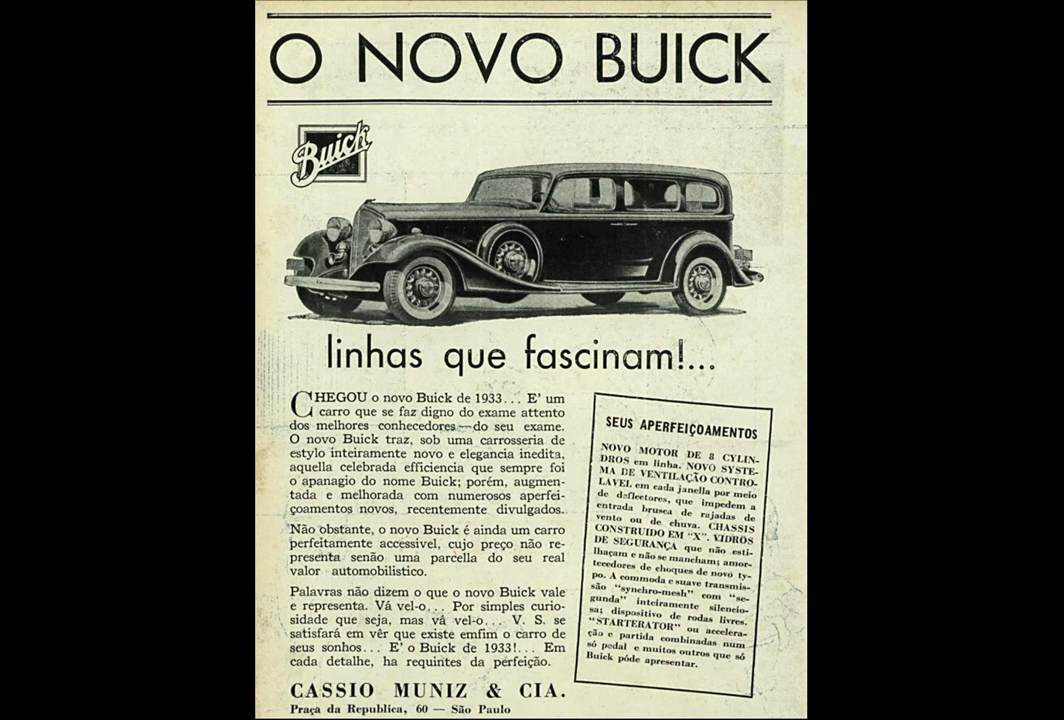 O NOVO BUICK
Buick
linhas que fascinam!...
CHEGOU o novo Buick de 1933... E' um
carro que se faz digno do exame attento
dos melhores conhecedores—do seu exame.
O novo Buick traz, sob uma carrosseria de
estylo inteiramente novo e elegancia inedita,
aquella celebrada efficiencia que sempre foi
o apanagio do nome Buick; porém, augmen-
tada e melhorada com numerosos aperfei-
çoamentos novos, recentemente divulgados.
Não obstante, o novo Buick é ainda um carro
perfeitamente accessivel, cujo preço não re-
presenta senão uma parcella do seu real
valor automobilistico.
Palavras não dizem o que o novo Buick vale
e representa. Vá vel-o... Por simples curio-
sidade que seja, mas vá vel-o... V. S. se
satisfará em vêr que existe emfim o carro de
seus sonhos... E' o Buick de 1933!... Em
cada detalhe, ha requintes da perfeição.
CASSIO MUNIZ & CIA.
Praça da Republica, 60 — São Paulo
SEUS APERFEIÇOAMENTOS
NOVO MOTOR DE 8 CYLIN-
DROS em linha. NOVO SYSTE-
MA DE VENTILAÇÃO CONTRO-
LAVEL em cada janella por meio
de deflectores, que impedem a
entrada brusca de rajadas de
vento ou de chuva. CHASSIS
CONSTRUIDO EM "X". VIDROS
DE SEGURANÇA que não esti-
lhaçam e não se mancham; amor-
tecedores de choques de novo ty-
po. A commoda e suave transmis-
são "synchro-mesh" com "se-
gunda" inteiramente silencio-
sa; dispositivo de rodas livres.
"STARTERATOR" ou accelera-
ção e partida combinadas num
só pedal e muitos outros que só
Buick póde apresentar.